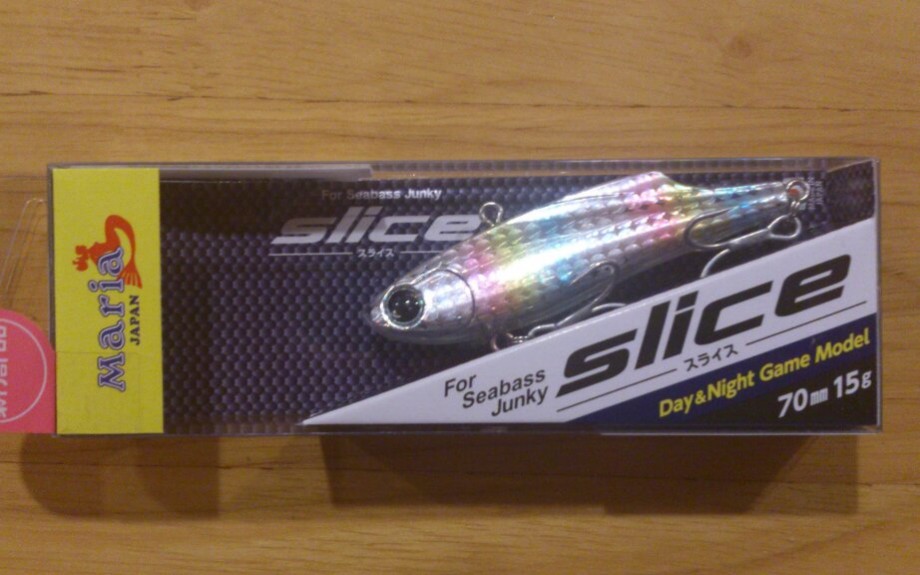 Maria
JAPAN
For Seabass Junky
slice
スライス
For
Seabass
Junky
slice
スライス
Day&Night Game Model
70mm 15g